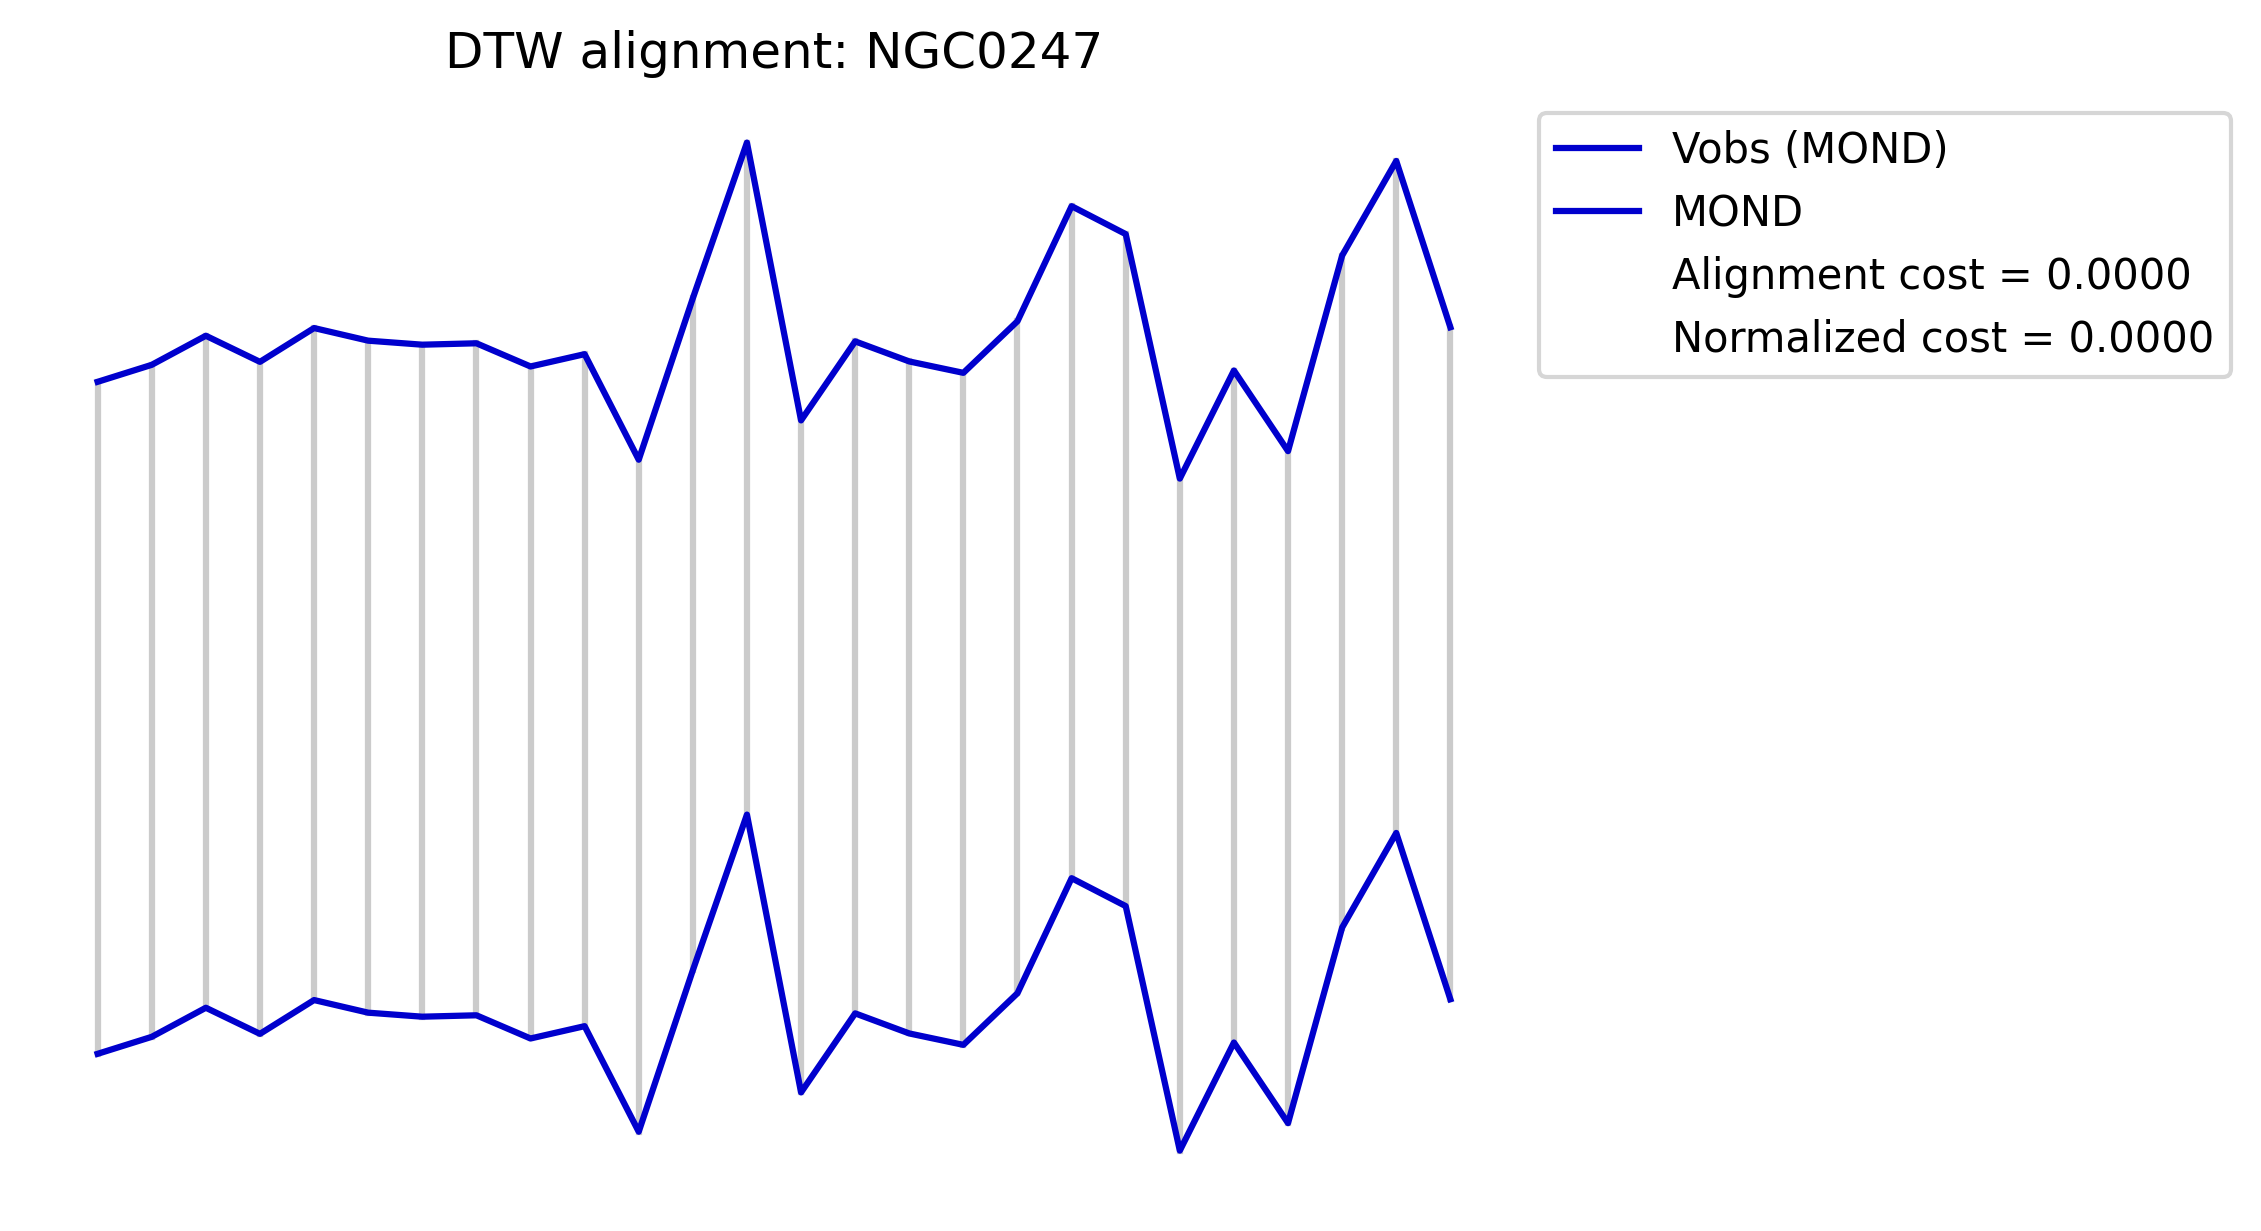 DTW alignment: NGC0247
Vobs (MOND)
MOND
Alignment cost = 0.0000
Normalized cost = 0.0000